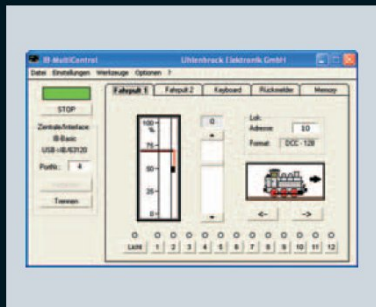 IB-MultiControl Uhlenbrock Elektronik GmbH
Datei Einstellungen Werkzeuge Optionen ?
Fahrpult 1 Fahrpult 2 Keyboard Rückmelder Memory
STOP
Zentrale/Interface:
IB-Basic
USB->IB/63120
PortNr.: 4
Trennen
100-
%
75-
50-
25-
0-
0
Lok:
Adresse: 10
Format: DCC - 128
<- ->
Licht 1 2 3 4 5 6 7 8 9 10 11 12